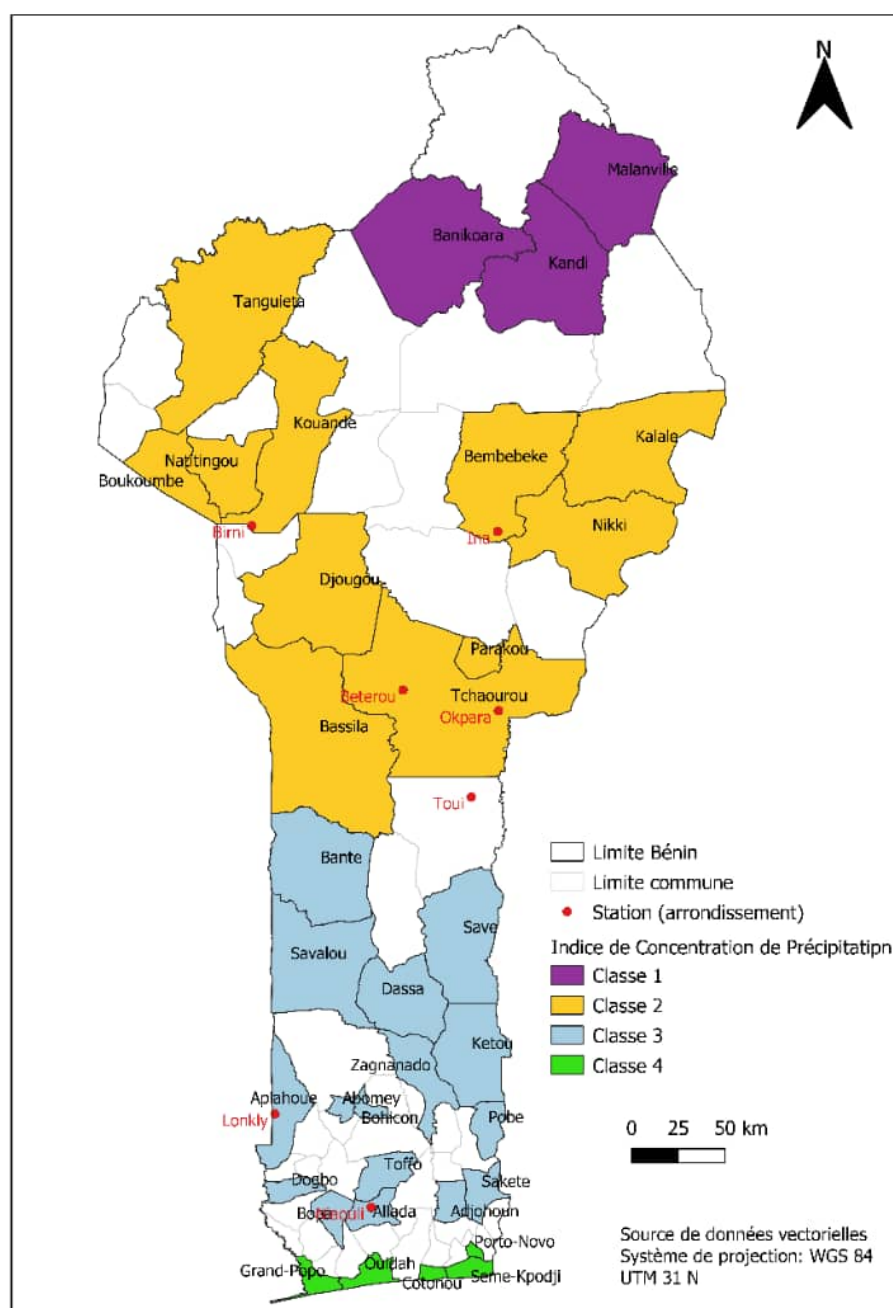 N
Malanville
Banikoara
Kandi
Tanguieta
Kouande
Kalale
Bembebeke
Natitingou
Boukoumbe
Nikki
Birni
Ina
Djougou
Parakou
Beterou
Tchaourou
Okpara
Bassila
Toui
Bante
Save
Savalou
Dassa
Ketou
Zagnanado
Aplahoue
Abomey
Lonkly
Bohicon
Pobe
Toffo
Dogbo
Sakete
Allada
Adjohoun
Porto-Novo
Ouidah
Grand-Popo
Cotonou
Seme-Kpodji
Limite Bénin
Limite commune
Station (arrondissement)
Indice de Concentration de Précipitatipn
Classe 1
Classe 2
Classe 3
Classe 4
0 25 50 km
Source de données vectorielles
Système de projection: WGS 84
UTM 31 N